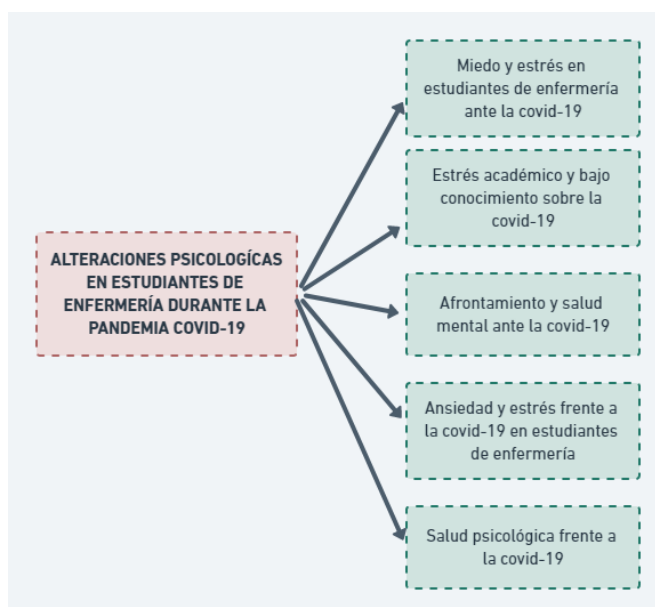 Miedo y estrés en
estudiantes de enfermería
ante la covid-19
Estrés académico y bajo
conocimiento sobre la
covid-19
ALTERACIONES PSICOLOGÍCAS
EN ESTUDIANTES DE
ENFERMERÍA DURANTE LA
PANDEMIA COVID-19
Afrontamiento y salud
mental ante la covid-19
Ansiedad y estrés frente a
la covid-19 en estudiantes
de enfermería
Salud psicológica frente a
la covid-19